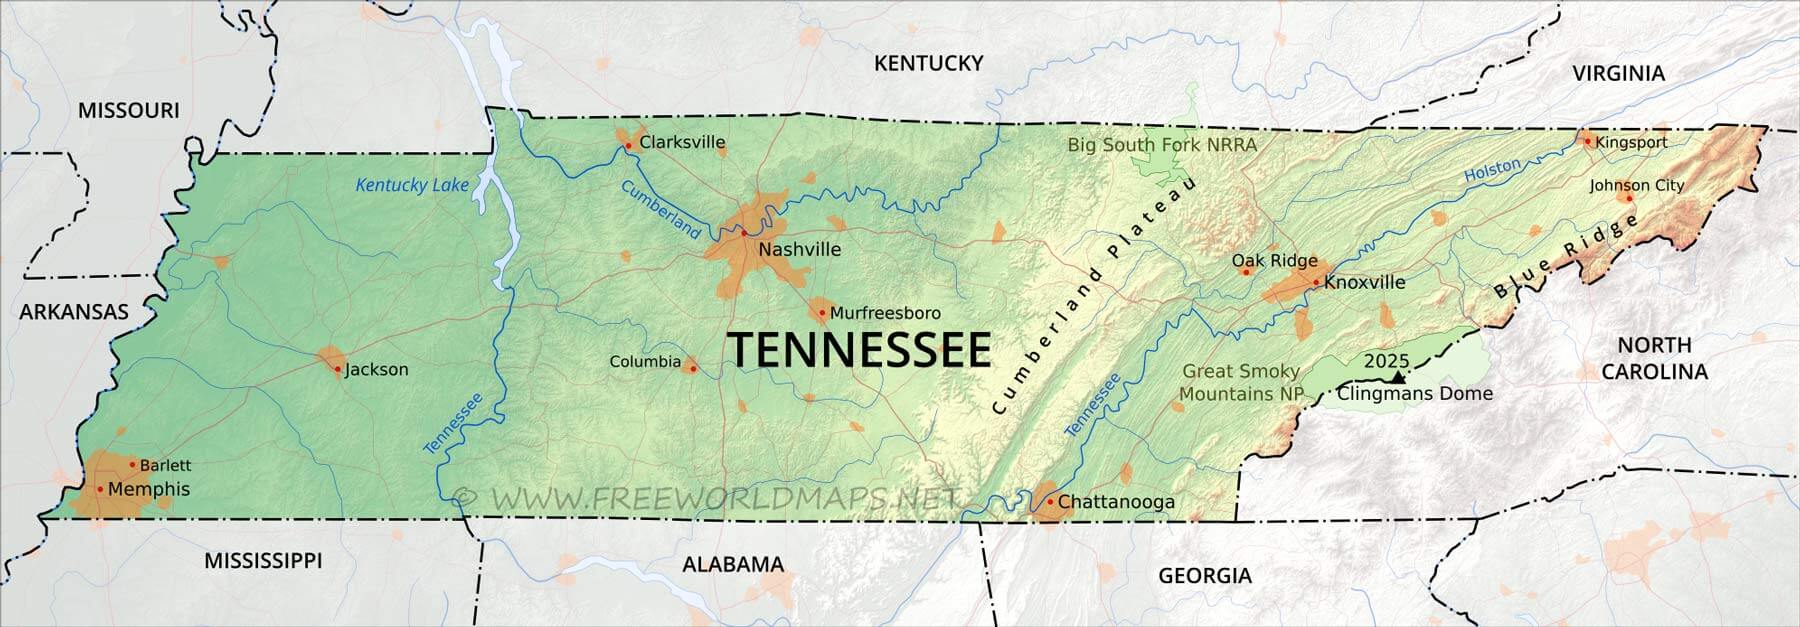 KENTUCKY
VIRGINIA
MISSOURI
Clarksville
Big South Fork NRRA
Kingsport
Holston
Kentucky Lake
Johnson City
Cumberland
Cumberland Plateau
Blue Ridge
Nashville
Oak Ridge
Knoxville
ARKANSAS
Murfreesboro
TENNESSEE
NORTH
CAROLINA
Columbia
Jackson
2025
Great Smoky
Mountains NP
Clingmans Dome
Tennessee
Tennessee
Barlett
Memphis
© WWW.FREEWORLDMAPS.NET
Chattanooga
MISSISSIPPI
ALABAMA
GEORGIA